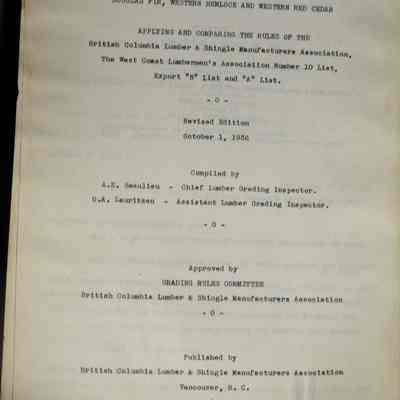 DOUGLAS FIR, WESTERN HEMLOCK AND WESTERN RED CEDAR
APPLYING AND COMPARING THE RULES OF THE
British Columbia Lumber & Shingle Manufacturers Association,
The West Coast Lumbermen's Association Number 10 List,
Export "N" List and "A" List.
- 0 -
Revised Edition
October 1, 1936
Compiled by
A.E. Beaulieu - Chief Lumber Grading Inspector.
O.A. Lauritzen - Assistant Lumber Grading Inspector.
- 0 -
Approved by
GRADING RULES COMMITTEE
British Columbia Lumber & Shingle Manufacturers Association
- 0 -
Published by
British Columbia Lumber & Shingle Manufacturers Association
Vancouver, B. C.